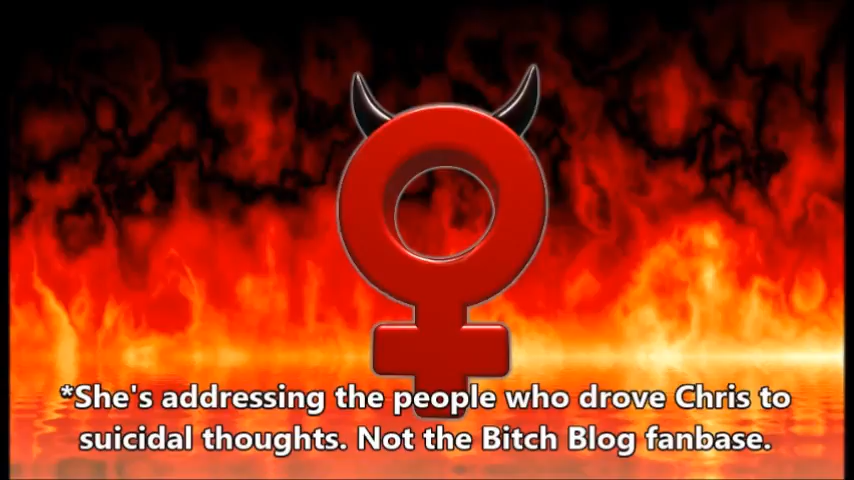 *She's addressing the people who drove Chris to
suicidal thoughts. Not the Bitch Blog fanbase.